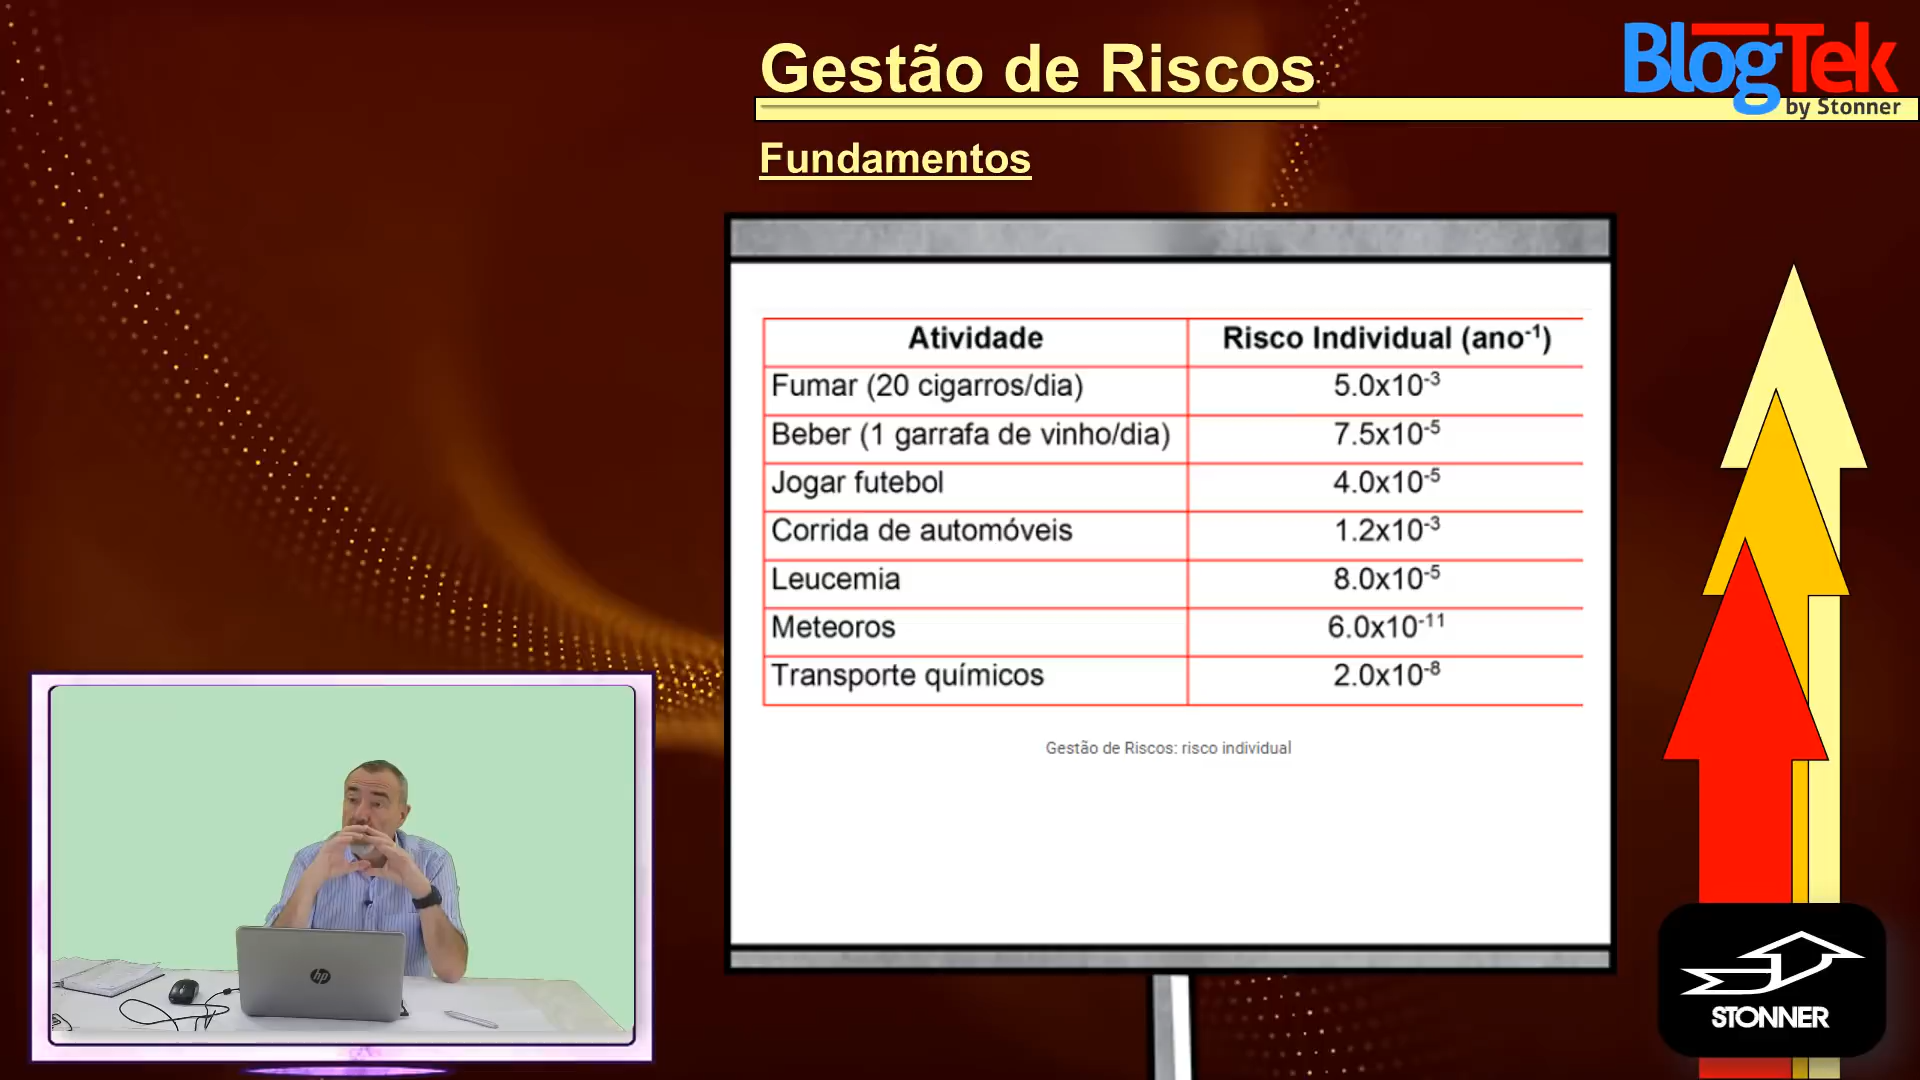 Gestão de Riscos
BlogTek
by Stonner
Fundamentos
Atividade Risco Individual (ano⁻¹)
Fumar (20 cigarros/dia) 5.0x10⁻³
Beber (1 garrafa de vinho/dia) 7.5x10⁻⁵
Jogar futebol 4.0x10⁻⁵
Corrida de automóveis 1.2x10⁻³
Leucemia 8.0x10⁻⁵
Meteoros 6.0x10⁻¹¹
Transporte químicos 2.0x10⁻⁸
Gestão de Riscos: risco individual
hp
STONNER